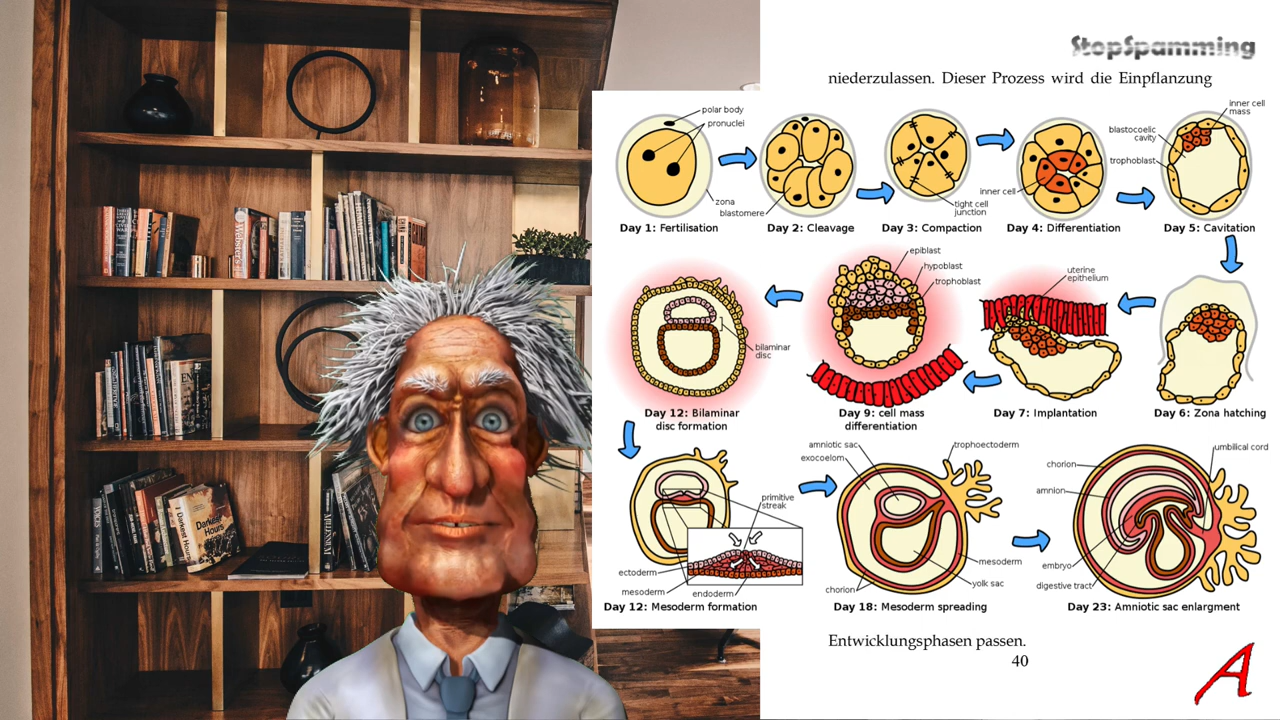 StopSpamming
niederzulassen. Dieser Prozess wird die Einpflanzung
polar body
pronuclei
zona
blastomere
tight cell
junction
inner cell
blastocoelic
cavity
trophoblast
inner cell
mass
Day 1: Fertilisation
Day 2: Cleavage
Day 3: Compaction
Day 4: Differentiation
Day 5: Cavitation
bilaminar
disc
epiblast
hypoblast
trophoblast
uterine
epithelium
Day 12: Bilaminar
disc formation
Day 9: cell mass
differentiation
Day 7: Implantation
Day 6: Zona hatching
primitive
streak
ectoderm
mesoderm
endoderm
amniotic sac
exocoelom
trophoectoderm
mesoderm
yolk sac
chorion
chorion
amnion
embryo
digestive tract
umbilical cord
Day 12: Mesoderm formation
Day 18: Mesoderm spreading
Day 23: Amniotic sac enlargment
Entwicklungsphasen passen.
40
A
Darkest
Hours